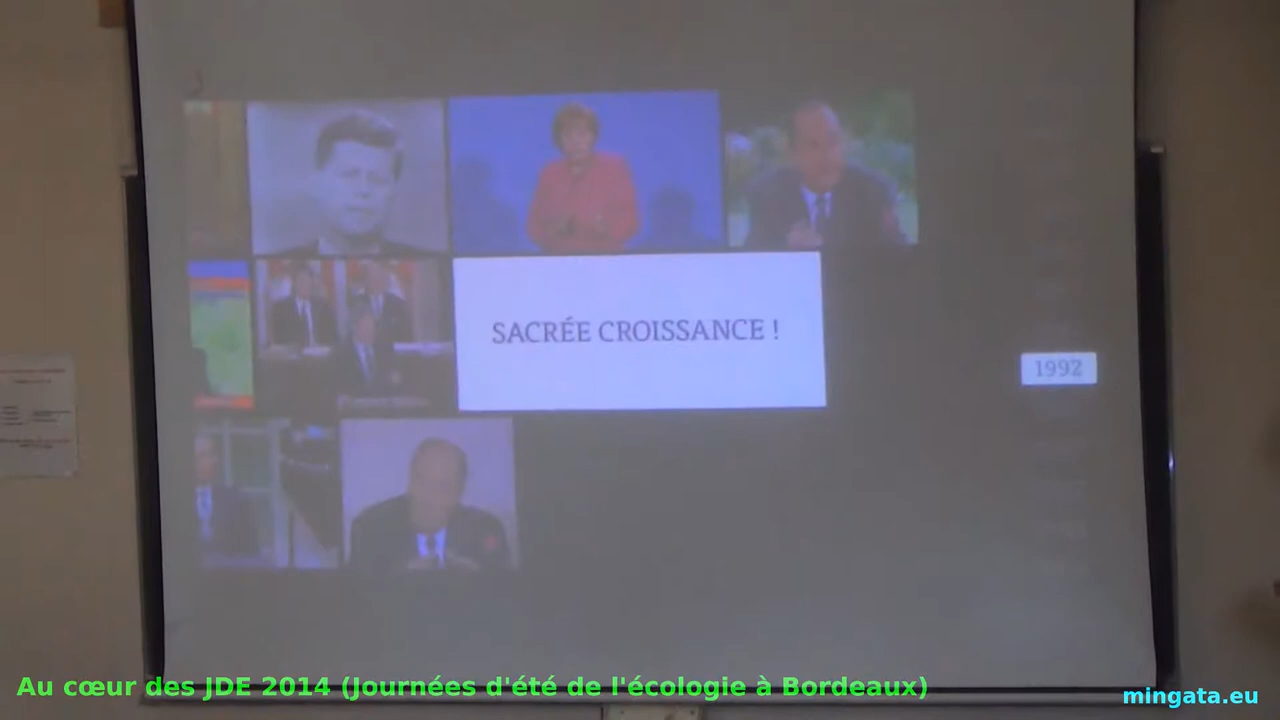 SACRÉE CROISSANCE !
1992
Au cœur des JDE 2014 (Journées d'été de l'écologie à Bordeaux)
mingata.eu